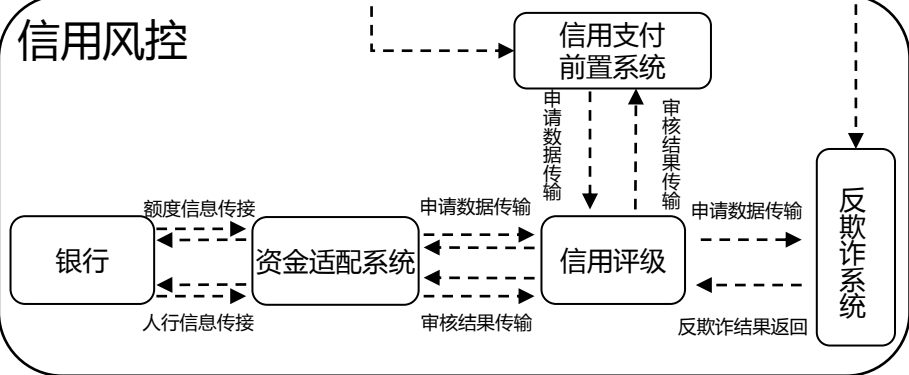 信用风控
信用支付
前置系统
申请数据传输
审核结果传输
额度信息传接
申请数据传输
申请数据传输
银行
资金适配系统
信用评级
反欺诈系统
人行信息传接
审核结果传输
反欺诈结果返回